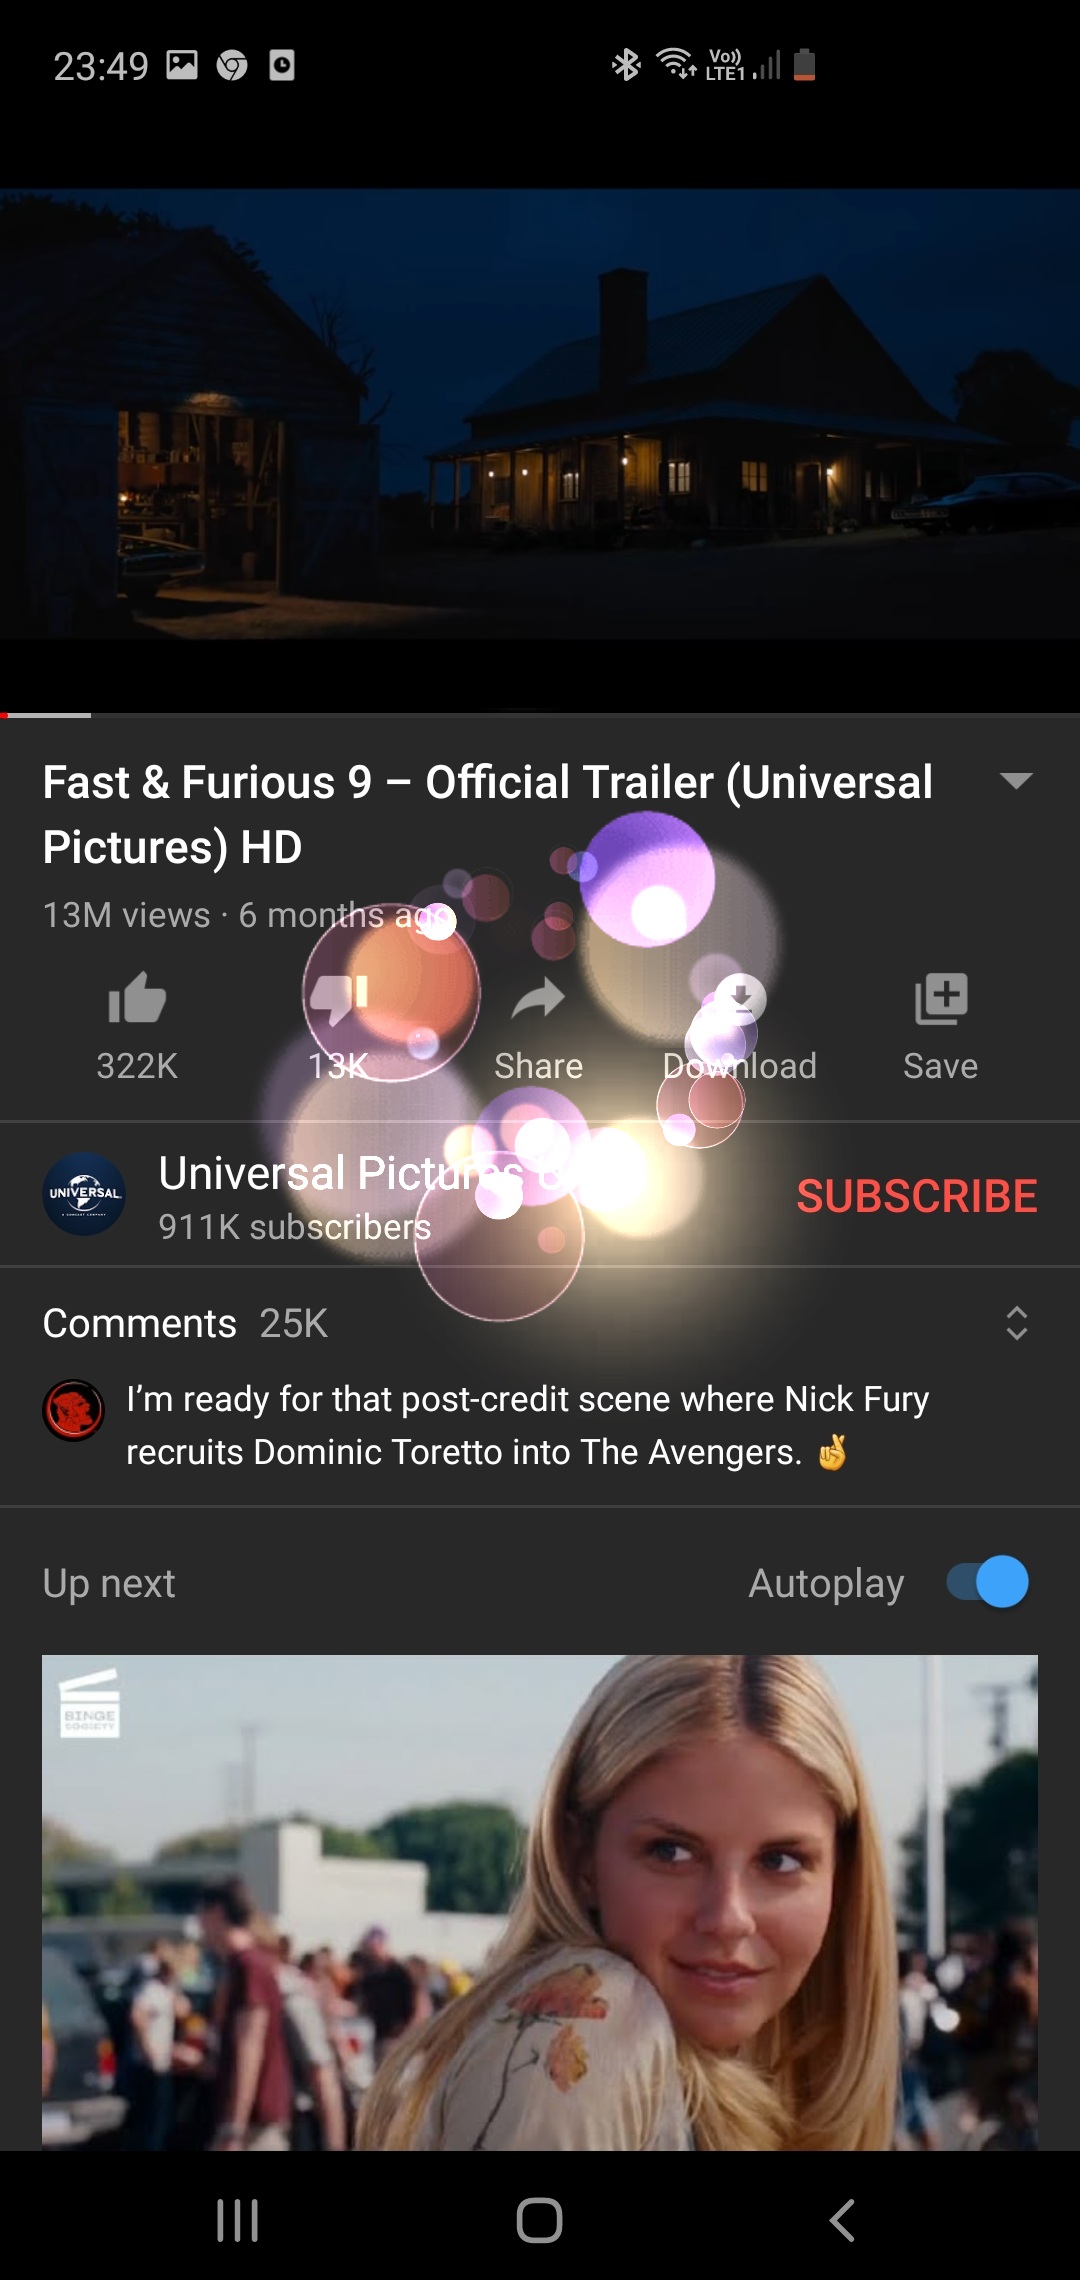 23:49
Vo))
LTE1
Fast & Furious 9 – Official Trailer (Universal
Pictures) HD
13M views · 6 months ago
322K
13K
Share
Download
Save
UNIVERSAL
Universal Pictures
911K subscribers
SUBSCRIBE
Comments 25K
I’m ready for that post-credit scene where Nick Fury
recruits Dominic Toretto into The Avengers. 🤞
Up next
Autoplay
BINGE
SOCIETY